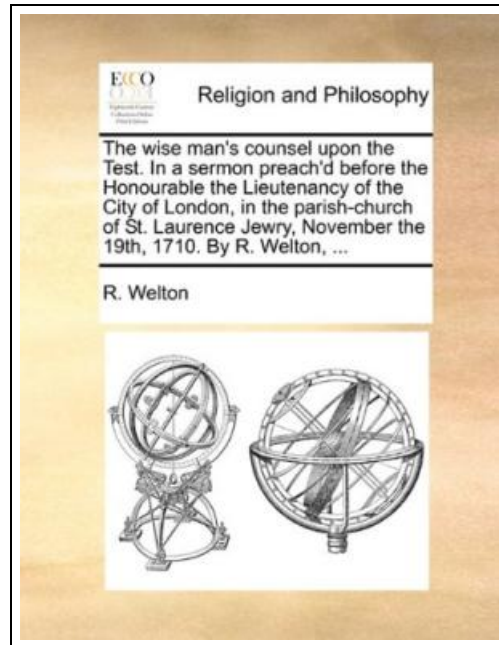 ECCO
Religion and Philosophy
The wise man's counsel upon the
Test. In a sermon preach'd before the
Honourable the Lieutenancy of the
City of London, in the parish-church
of St. Laurence Jewry, November the
19th, 1710. By R. Welton, ...
R. Welton